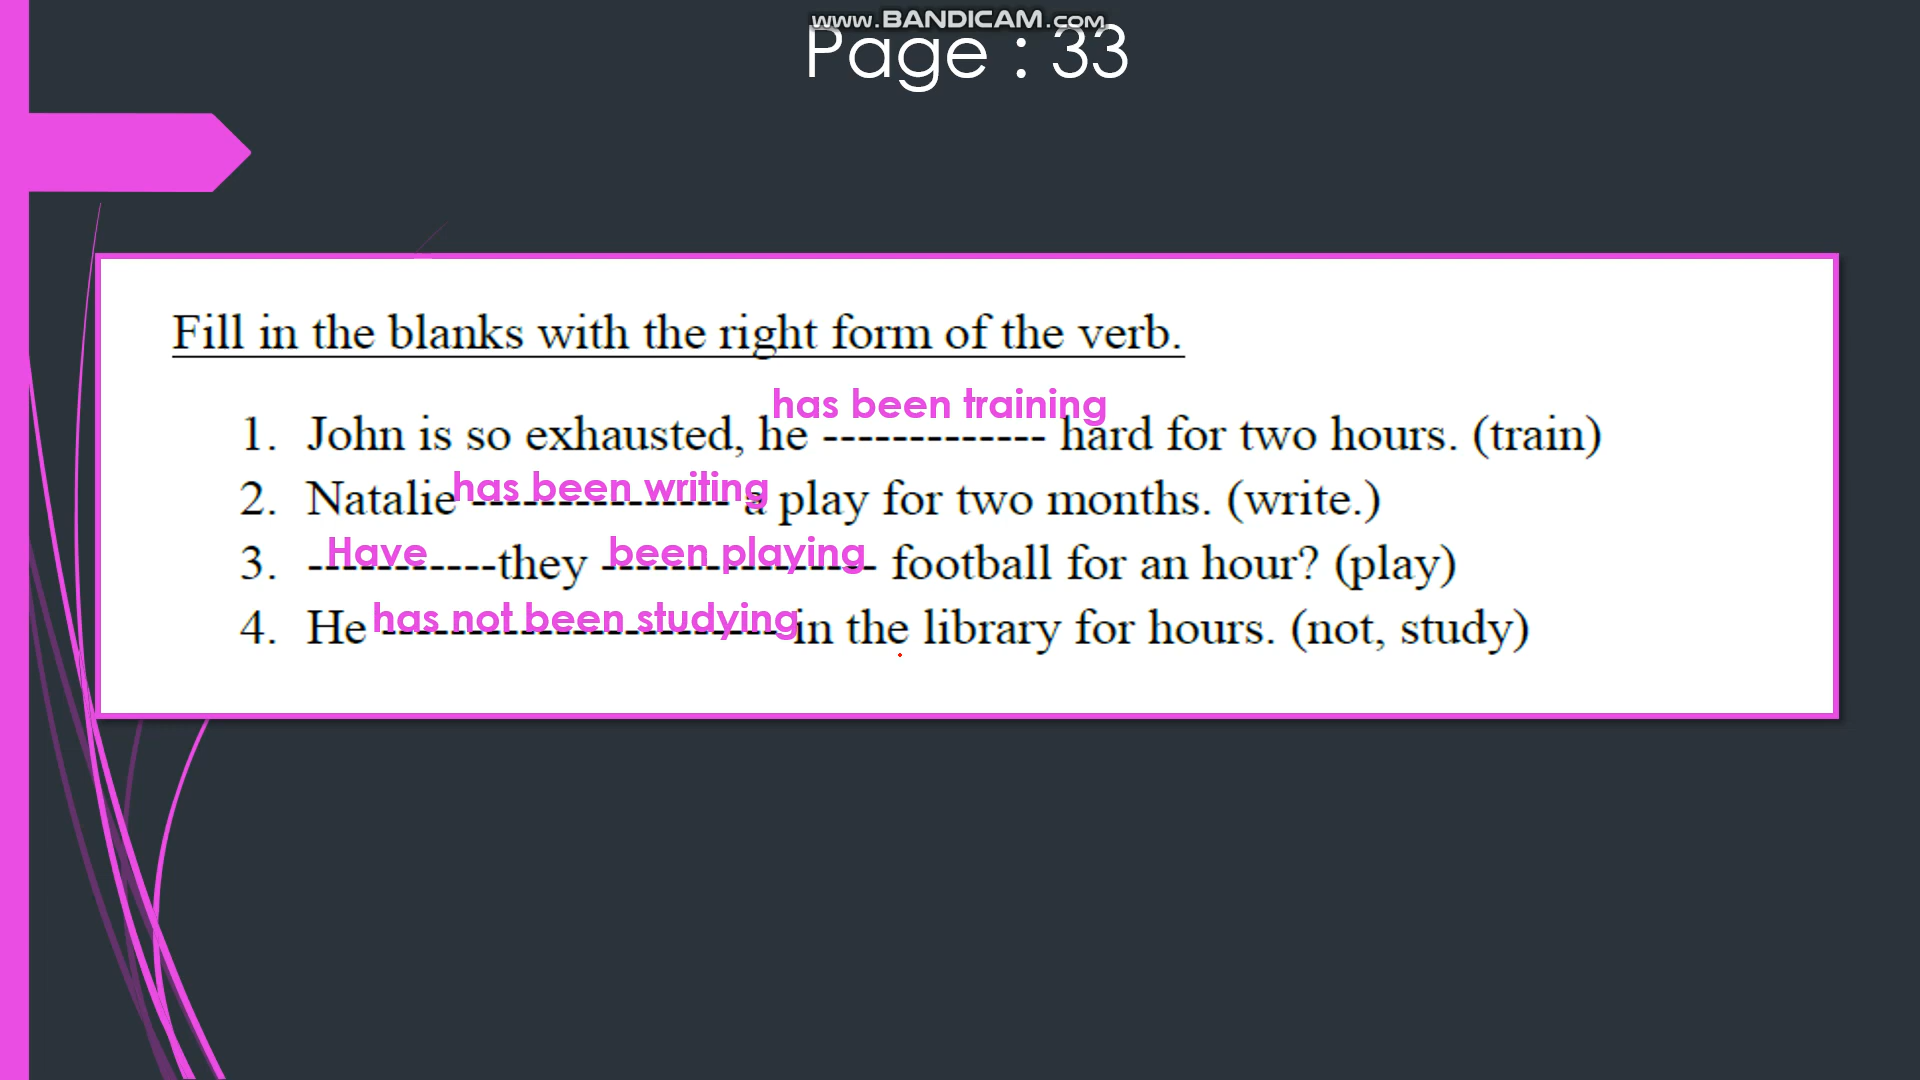 www.BANDICAM.com
Page : 33
Fill in the blanks with the right form of the verb.
has been training
1. John is so exhausted, he ------------- hard for two hours. (train)
has been writing
2. Natalie --------------- a play for two months. (write.)
Have been playing
3. -----------they ---------------- football for an hour? (play)
has not been studying
4. He ----------------------- in the library for hours. (not, study)